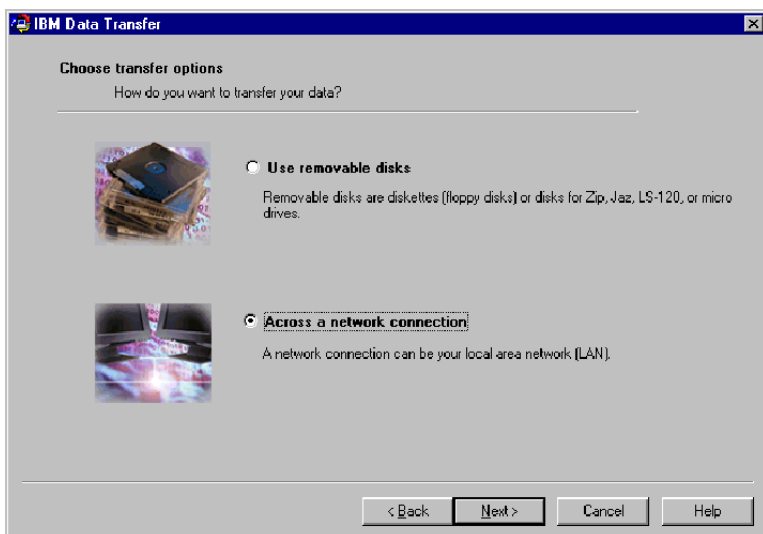 IBM Data Transfer
Choose transfer options
How do you want to transfer your data?
Use removable disks
Removable disks are diskettes (floppy disks) or disks for Zip, Jaz, LS-120, or micro
drives.
Across a network connection
A network connection can be your local area network (LAN).
< Back
Next >
Cancel
Help